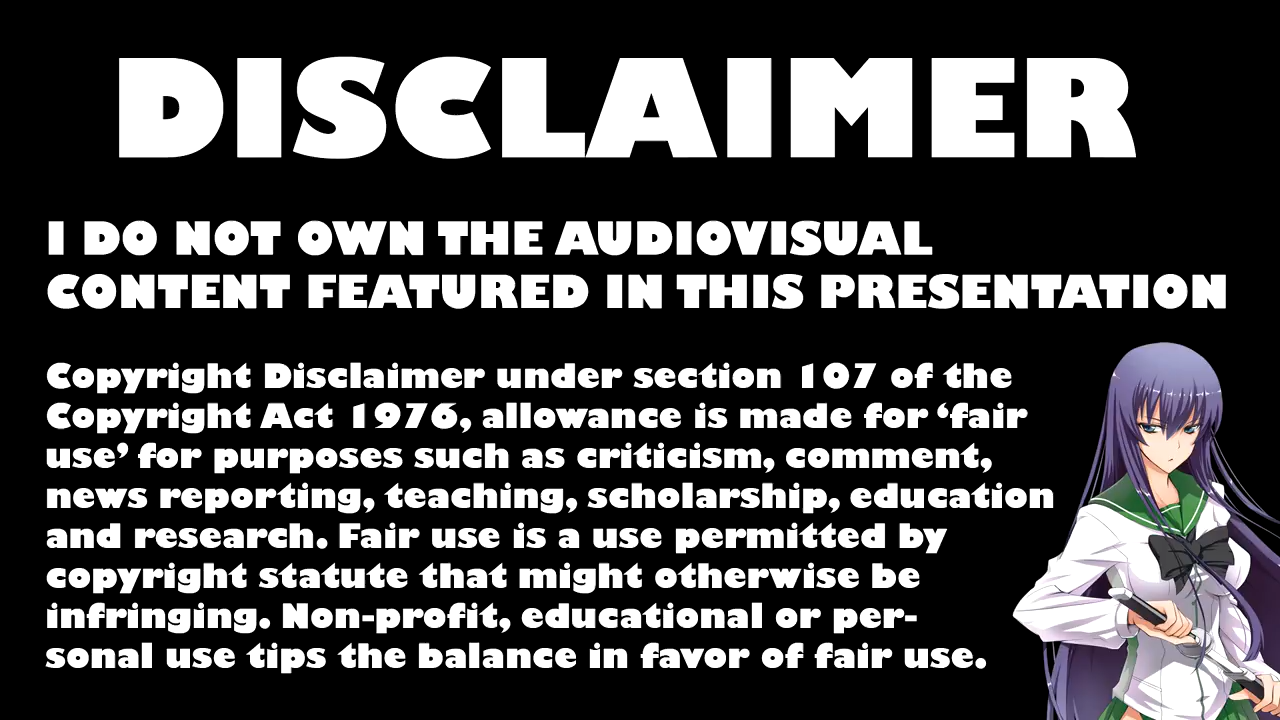 DISCLAIMER
I DO NOT OWN THE AUDIOVISUAL
CONTENT FEATURED IN THIS PRESENTATION
Copyright Disclaimer under section 107 of the
Copyright Act 1976, allowance is made for ‘fair
use’ for purposes such as criticism, comment,
news reporting, teaching, scholarship, education
and research. Fair use is a use permitted by
copyright statute that might otherwise be
infringing. Non-profit, educational or per-
sonal use tips the balance in favor of fair use.